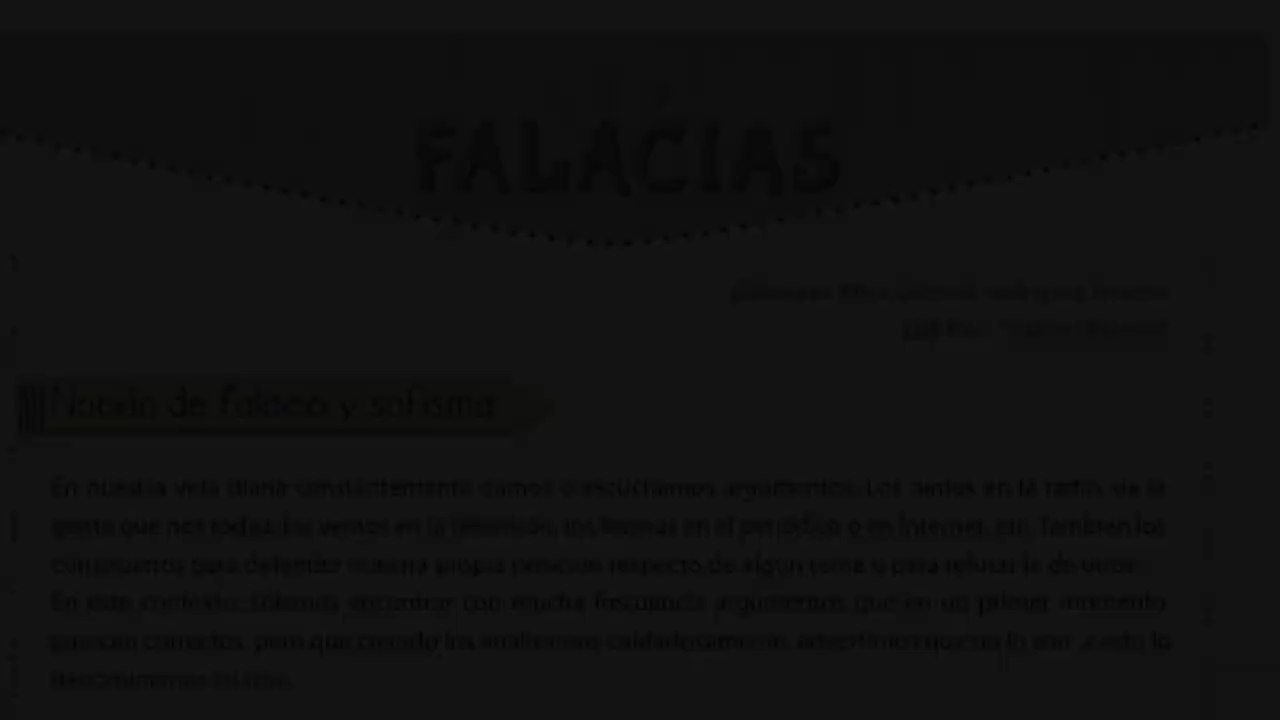 FALACIAS
Noción de falacia y sofisma
En nuestra vida diaria constantemente damos o escuchamos argumentos. Los oímos en la radio, de la
gente que nos rodea, los vemos en la televisión, los leemos en el periódico o en internet, etc. También los
construimos para defender nuestra propia posición respecto de algún tema o para refutar la de otros.
En este contexto, solemos encontrar con mucha frecuencia argumentos que en un primer momento
parecen correctos, pero que cuando los analizamos cuidadosamente, advertimos que no lo son. A esto lo
denominamos falacia.